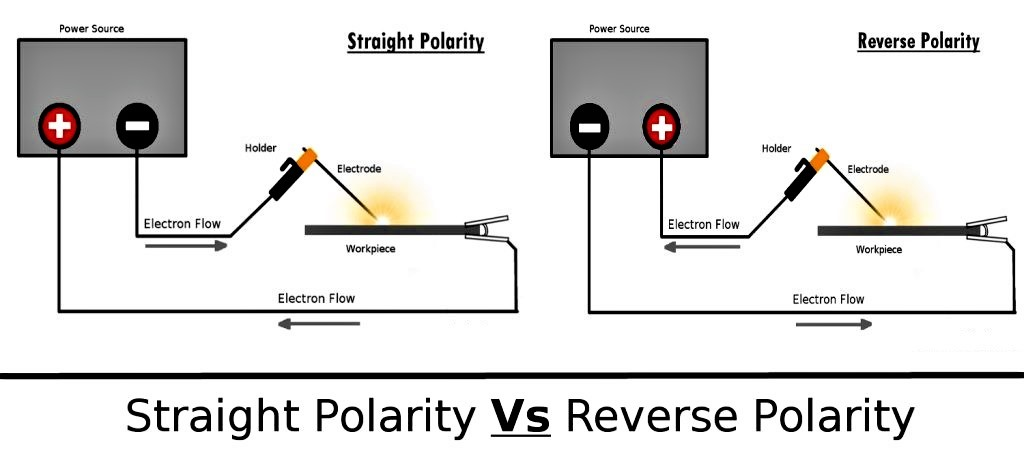 Power Source
Straight Polarity
Holder
Electrode
Electron Flow
Workpiece
Electron Flow
Power Source
Reverse Polarity
Holder
Electrode
Electron Flow
Workpiece
Electron Flow
Straight Polarity Vs Reverse Polarity